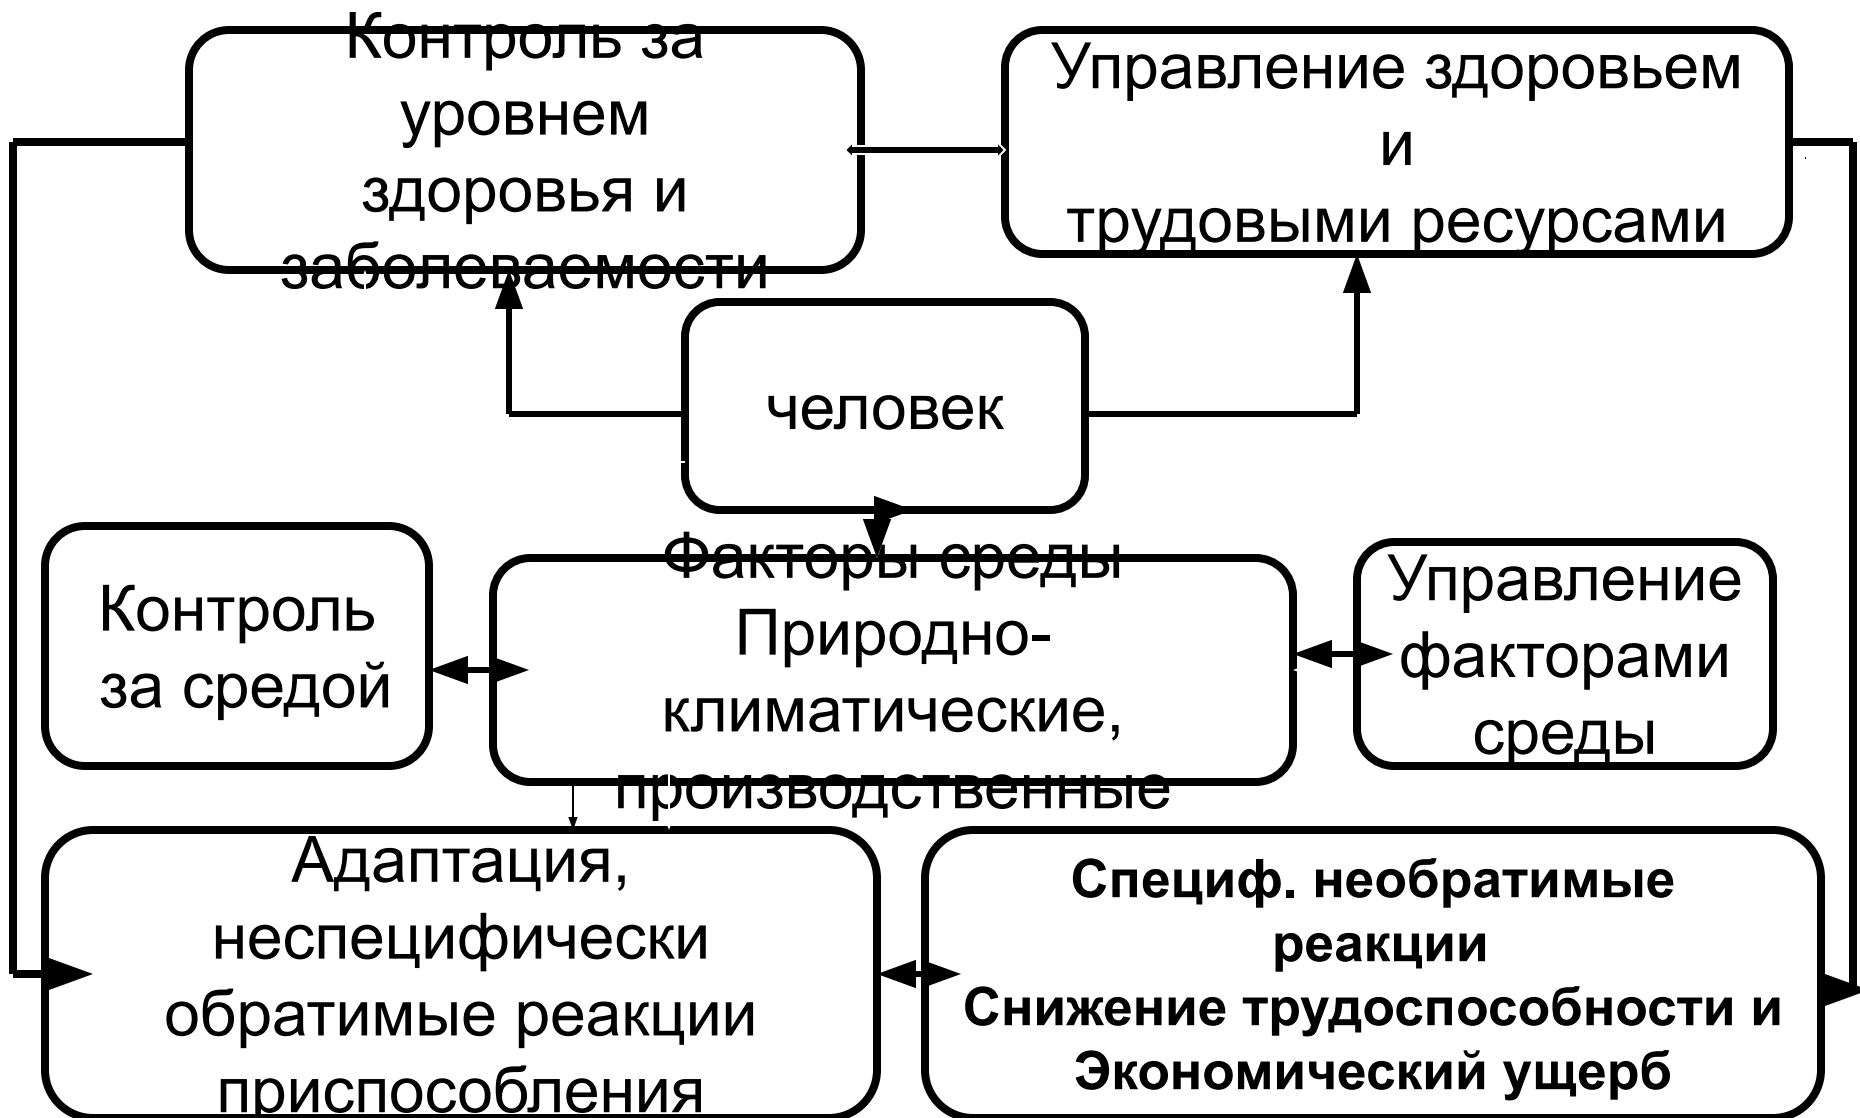 Контроль за
уровнем
здоровья и
заболеваемости
Управление здоровьем
и
трудовыми ресурсами
человек
Контроль
за средой
Факторы среды
Природно-
климатические,
производственные
Управление
факторами
среды
Адаптация,
неспецифически
обратимые реакции
приспособления
Специф. необратимые
реакции
Снижение трудоспособности и
Экономический ущерб